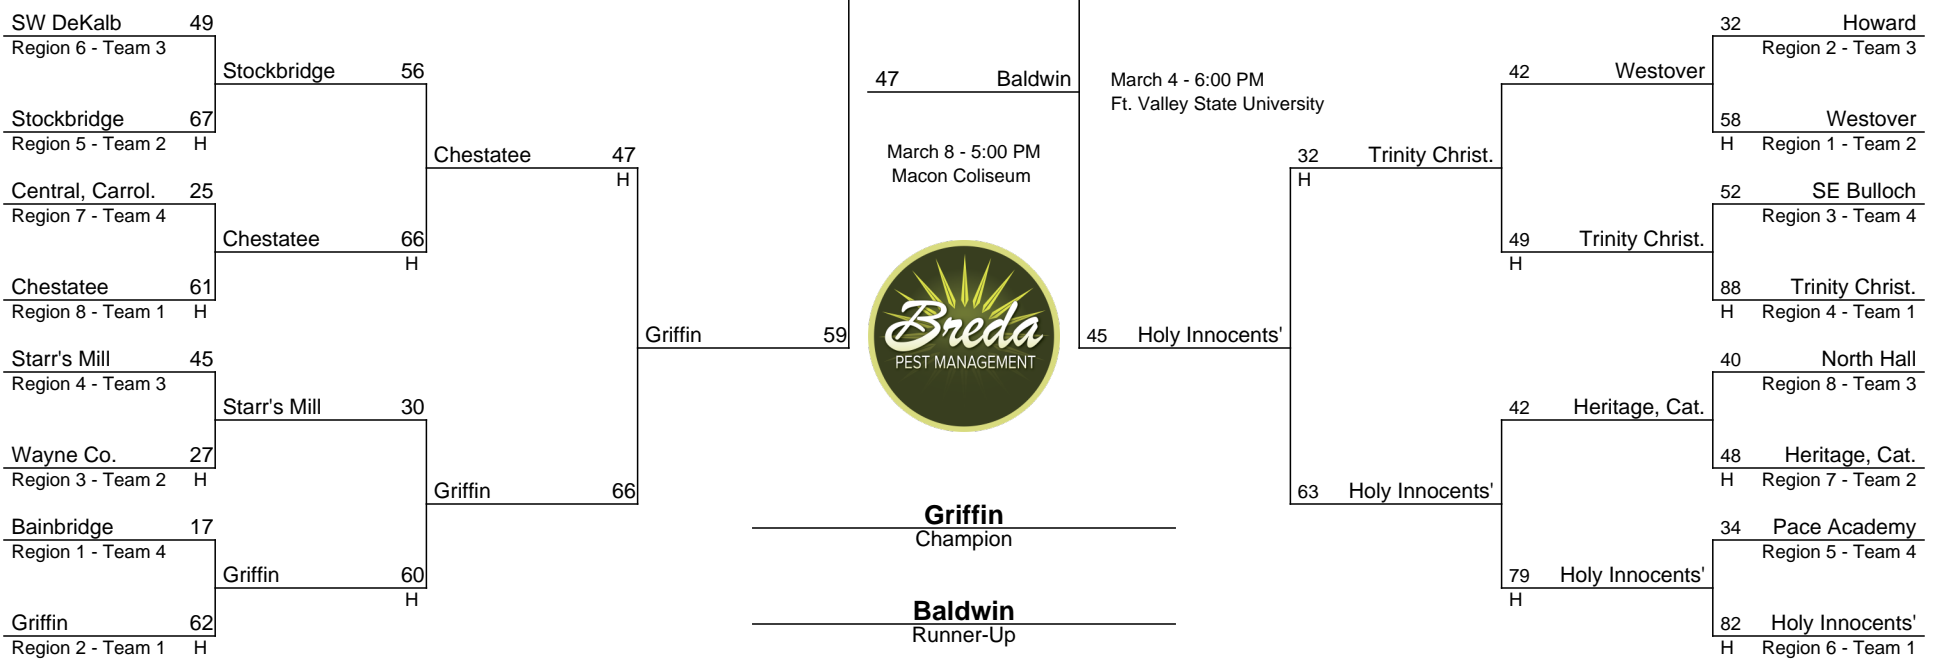 SW DeKalb 49
Region 6 - Team 3
Stockbridge 56
Stockbridge 67
Region 5 - Team 2 H
Chestatee 47
H
Central, Carrol. 25
Region 7 - Team 4
Chestatee 66
H
Chestatee 61
Region 8 - Team 1 H
Griffin 59
Starr's Mill 45
Region 4 - Team 3
Starr's Mill 30
Wayne Co. 27
Region 3 - Team 2 H
Griffin 66
Bainbridge 17
Region 1 - Team 4
Griffin 60
H
Griffin 62
Region 2 - Team 1 H
47 Baldwin
March 8 - 5:00 PM
Macon Coliseum
Breda
PEST MANAGEMENT
Griffin
Champion
Baldwin
Runner-Up
March 4 - 6:00 PM
Ft. Valley State University
45 Holy Innocents'
32 Howard
Region 2 - Team 3
42 Westover
58 Westover
H Region 1 - Team 2
32 Trinity Christ.
H
52 SE Bulloch
Region 3 - Team 4
49 Trinity Christ.
H
88 Trinity Christ.
H Region 4 - Team 1
40 North Hall
Region 8 - Team 3
42 Heritage, Cat.
48 Heritage, Cat.
H Region 7 - Team 2
63 Holy Innocents'
34 Pace Academy
Region 5 - Team 4
79 Holy Innocents'
H
82 Holy Innocents'
H Region 6 - Team 1